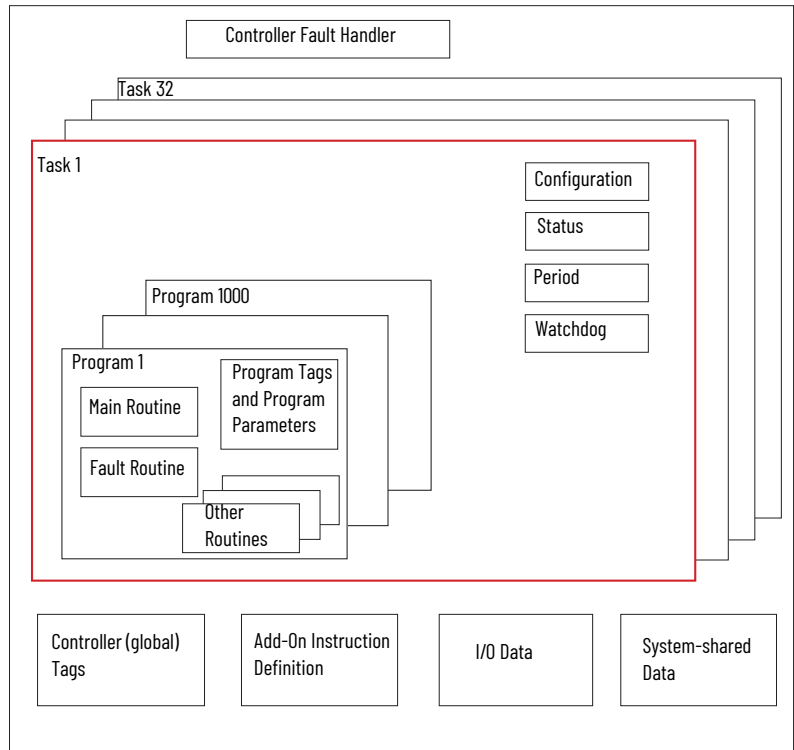 Controller Fault Handler
Task 32
Task 1
Configuration
Status
Period
Watchdog
Program 1000
Program 1
Main Routine
Program Tags
and Program
Parameters
Fault Routine
Other
Routines
Controller (global)
Tags
Add-On Instruction
Definition
I/O Data
System-shared
Data